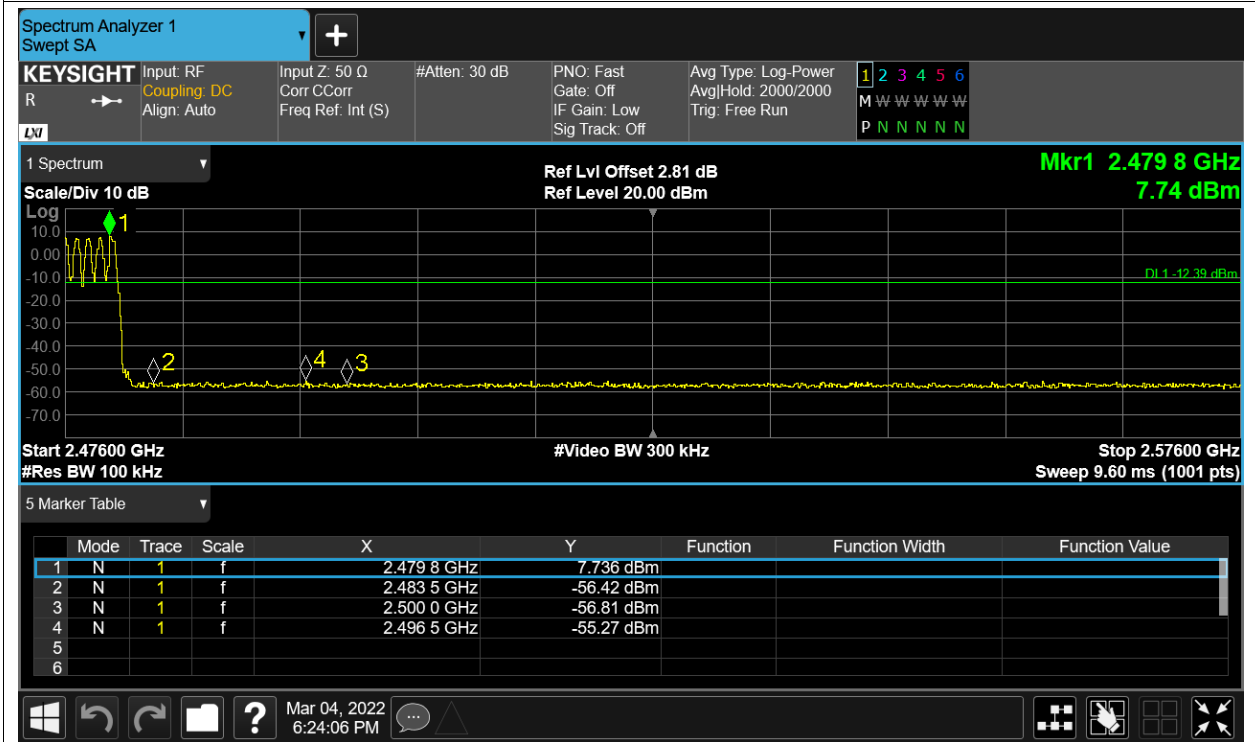 Spectrum Analyzer 1
Swept SA
+
KEYSIGHT Input: RF Input Z: 50 Ω #Atten: 30 dB PNO: Fast Avg Type: Log-Power 1 2 3 4 5 6
R Coupling: DC Corr CCorr Gate: Off Avg|Hold: 2000/2000 M W W W W W
Align: Auto Freq Ref: Int (S) IF Gain: Low Trig: Free Run
LXI Sig Track: Off P N N N N N N
1 Spectrum Ref Lvl Offset 2.81 dB Mkr1 2.479 8 GHz
Scale/Div 10 dB Ref Level 20.00 dBm 7.74 dBm
Log
1
10.0
0.00
-10.0 DL1 -12.39 dBm
-20.0
-30.0
-40.0
2 4 3
-50.0
-60.0
-70.0
Start 2.47600 GHz #Video BW 300 kHz Stop 2.57600 GHz
#Res BW 100 kHz Sweep 9.60 ms (1001 pts)
5 Marker Table
Mode Trace Scale X Y Function Function Width Function Value
1 N 1 f 2.479 8 GHz 7.736 dBm
2 N 1 f 2.483 5 GHz -56.42 dBm
3 N 1 f 2.500 0 GHz -56.81 dBm
4 N 1 f 2.496 5 GHz -55.27 dBm
5
6
? Mar 04, 2022
6:24:06 PM